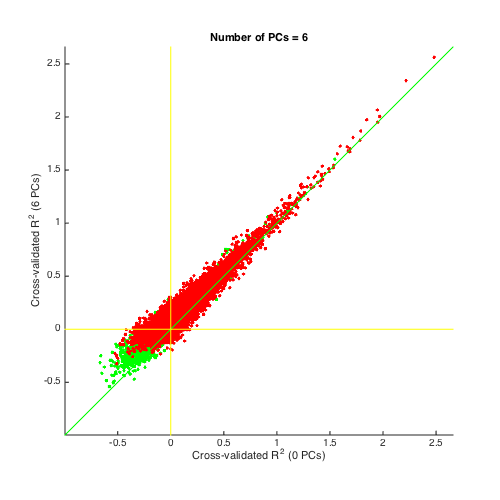 Number of PCs = 6
Cross-validated R² (6 PCs)
2.5
2
1.5
1
0.5
0
-0.5
-0.5 0 0.5 1 1.5 2 2.5
Cross-validated R² (0 PCs)